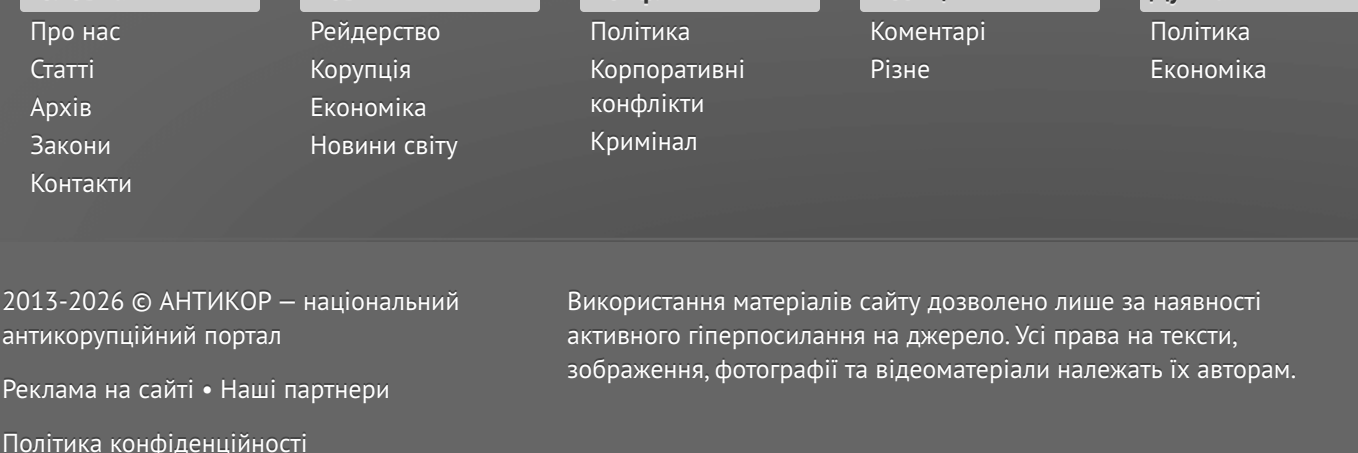 Про нас
Статті
Архів
Закони
Контакти
Рейдерство
Корупція
Економіка
Новини світу
Політика
Корпоративні
конфлікти
Кримінал
Коментарі
Різне
Політика
Економіка
2013-2026 © АНТИКОР — національний
антикорупційний портал
Реклама на сайті • Наші партнери
Політика конфіденційності
Використання матеріалів сайту дозволено лише за наявності
активного гіперпосилання на джерело. Усі права на тексти,
зображення, фотографії та відеоматеріали належать їх авторам.